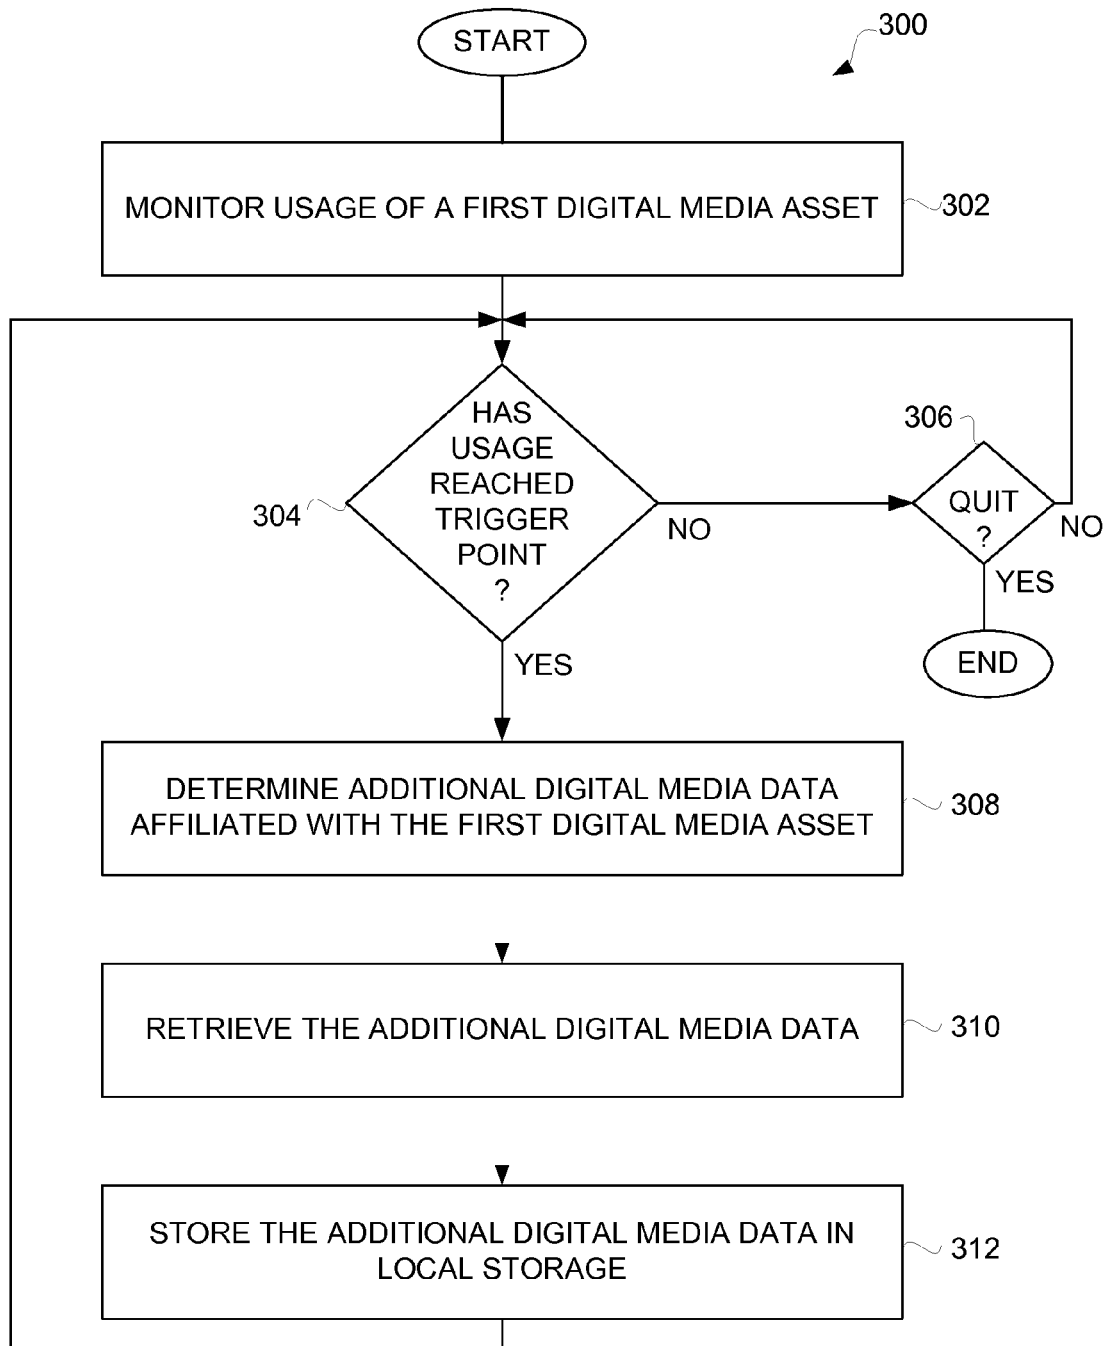 START
300
MONITOR USAGE OF A FIRST DIGITAL MEDIA ASSET
302
HAS
USAGE
REACHED
TRIGGER
POINT
?
304
NO
306
QUIT
?
NO
YES
END
YES
DETERMINE ADDITIONAL DIGITAL MEDIA DATA
AFFILIATED WITH THE FIRST DIGITAL MEDIA ASSET
308
RETRIEVE THE ADDITIONAL DIGITAL MEDIA DATA
310
STORE THE ADDITIONAL DIGITAL MEDIA DATA IN
LOCAL STORAGE
312